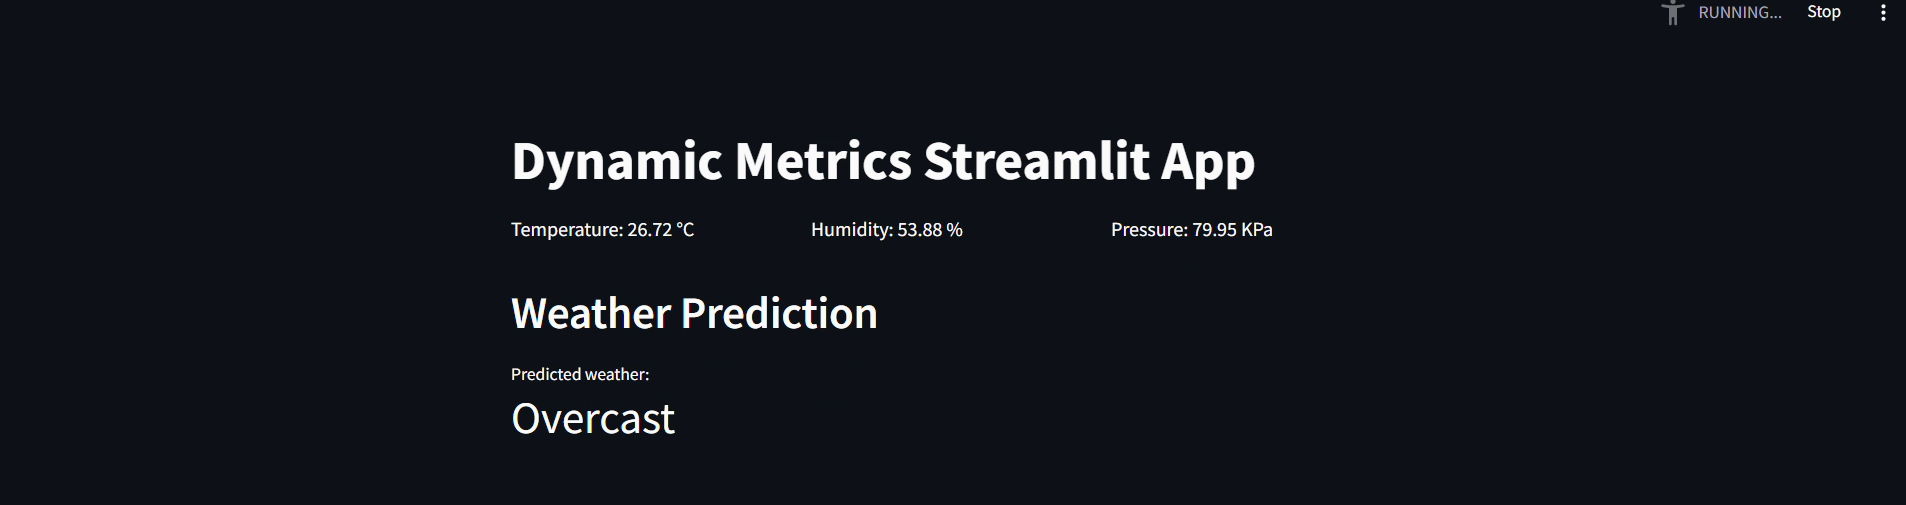 RUNNING... Stop
Dynamic Metrics Streamlit App
Temperature: 26.72 °C Humidity: 53.88 % Pressure: 79.95 KPa
Weather Prediction
Predicted weather:
Overcast